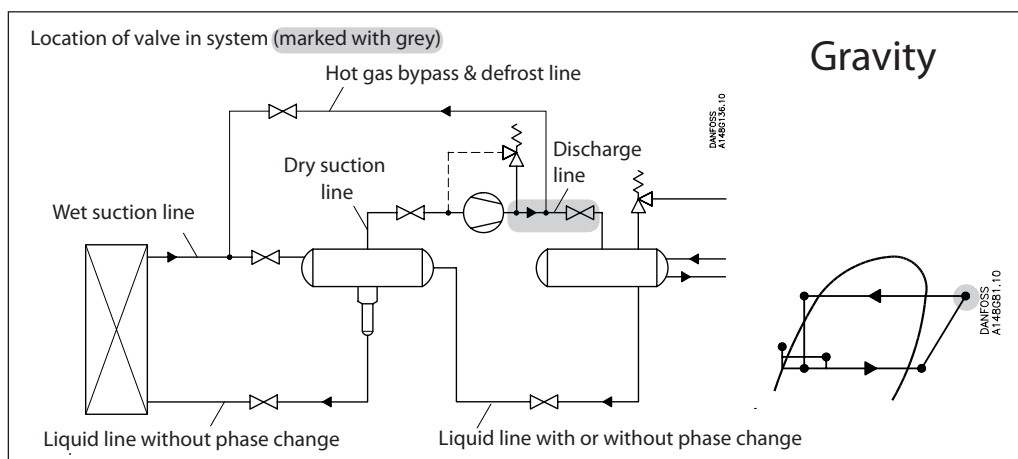 Location of valve in system (marked with grey)
Gravity
Hot gas bypass & defrost line
DANFOSS
A148G136.10
Discharge
line
Dry suction
line
Wet suction line
DANFOSS
A148G81.10
Liquid line without phase change
Liquid line with or without phase change